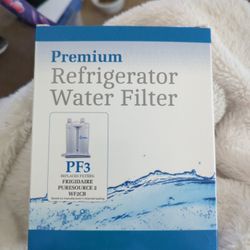 Premium
Refrigerator
Water Filter
PF3
REPLACES FILTERS:
FRIGIDAIRE
PURESOURCE 2
WF2CB